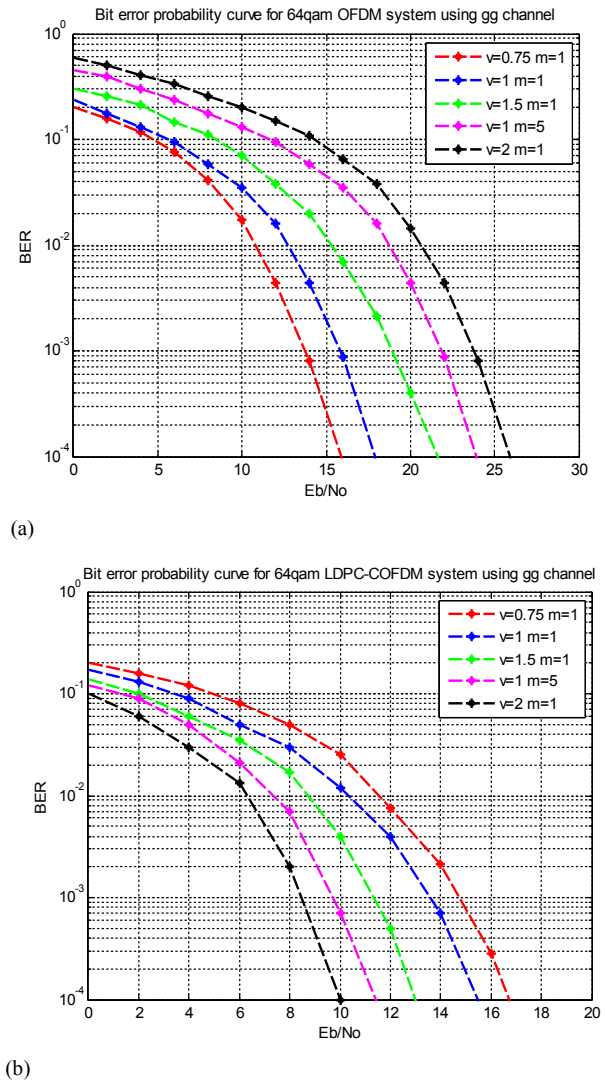 Bit error probability curve for 64qam OFDM system using gg channel
10^0
10^-1
10^-2
10^-3
10^-4
BER
v=0.75 m=1
v=1 m=1
v=1.5 m=1
v=1 m=5
v=2 m=1
0 5 10 15 20 25 30
Eb/No
(a)
Bit error probability curve for 64qam LDPC-COFDM system using gg channel
10^0
10^-1
10^-2
10^-3
10^-4
BER
v=0.75 m=1
v=1 m=1
v=1.5 m=1
v=1 m=5
v=2 m=1
0 2 4 6 8 10 12 14 16 18 20
Eb/No
(b)